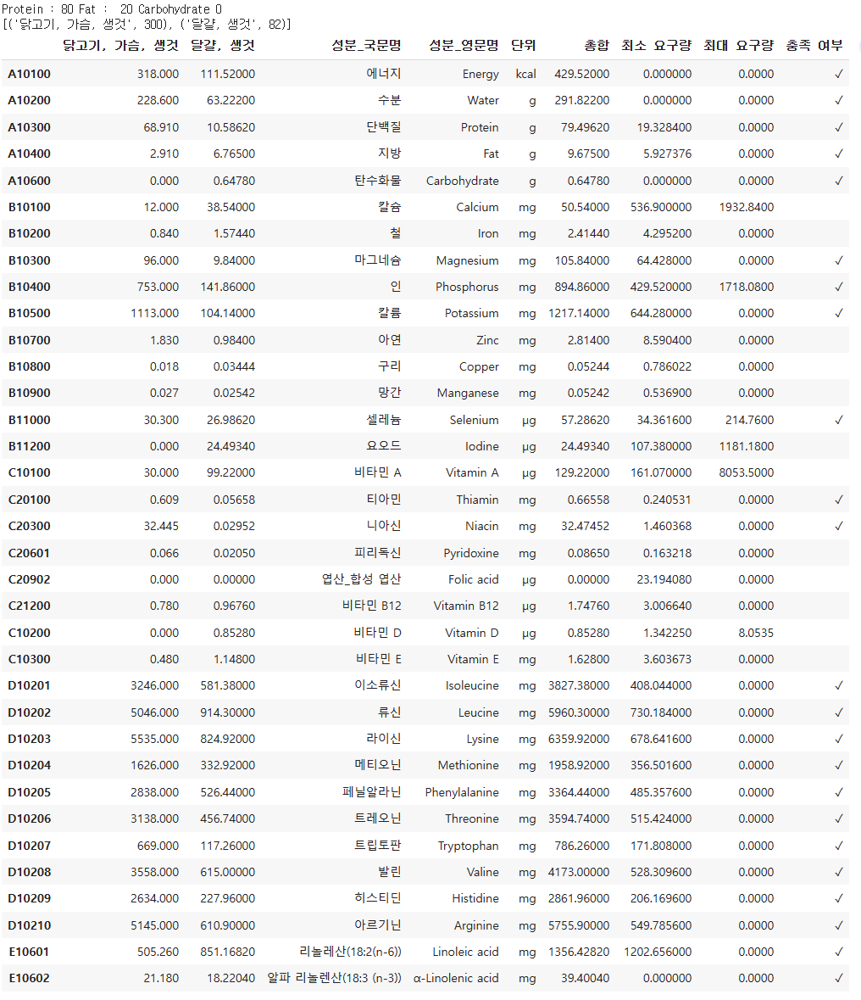 Protein : 80 Fat :  20 Carbohydrate 0
[('닭고기, 가슴, 생것', 300), ('달걀, 생것', 82)]
닭고기, 가슴, 생것 달걀, 생것 성분_국문명 성분_영문명 단위 총합 최소 요구량 최대 요구량 충족 여부
A10100 318.000 111.52000 에너지 Energy kcal 429.52000 0.000000 0.0000 ✓
A10200 228.600 63.22200 수분 Water g 291.82200 0.000000 0.0000 ✓
A10300 68.910 10.58620 단백질 Protein g 79.49620 19.328400 0.0000 ✓
A10400 2.910 6.76500 지방 Fat g 9.67500 5.927376 0.0000 ✓
A10600 0.000 0.64780 탄수화물 Carbohydrate g 0.64780 0.000000 0.0000 ✓
B10100 12.000 38.54000 칼슘 Calcium mg 50.54000 536.900000 1932.8400
B10200 0.840 1.57440 철 Iron mg 2.41440 4.295200 0.0000
B10300 96.000 9.84000 마그네슘 Magnesium mg 105.84000 64.428000 0.0000 ✓
B10400 753.000 141.86000 인 Phosphorus mg 894.86000 429.520000 1718.0800 ✓
B10500 1113.000 104.14000 칼륨 Potassium mg 1217.14000 644.280000 0.0000 ✓
B10700 1.830 0.98400 아연 Zinc mg 2.81400 8.590400 0.0000
B10800 0.018 0.03444 구리 Copper mg 0.05244 0.786022 0.0000
B10900 0.027 0.02542 망간 Manganese mg 0.05242 0.536900 0.0000
B11000 30.300 26.98620 셀레늄 Selenium μg 57.28620 34.361600 214.7600 ✓
B11200 0.000 24.49340 요오드 Iodine μg 24.49340 107.380000 1181.1800
C10100 30.000 99.22000 비타민 A Vitamin A μg 129.22000 161.070000 8053.5000
C20100 0.609 0.05658 티아민 Thiamin mg 0.66558 0.240531 0.0000 ✓
C20300 32.445 0.02952 니아신 Niacin mg 32.47452 1.460368 0.0000 ✓
C20601 0.066 0.02050 피리독신 Pyridoxine mg 0.08650 0.163218 0.0000
C20902 0.000 0.00000 엽산_합성 엽산 Folic acid μg 0.00000 23.194080 0.0000
C21200 0.780 0.96760 비타민 B12 Vitamin B12 μg 1.74760 3.006640 0.0000
C10200 0.000 0.85280 비타민 D Vitamin D μg 0.85280 1.342250 8.0535
C10300 0.480 1.14800 비타민 E Vitamin E mg 1.62800 3.603673 0.0000
D10201 3246.000 581.38000 이소류신 Isoleucine mg 3827.38000 408.044000 0.0000 ✓
D10202 5046.000 914.30000 류신 Leucine mg 5960.30000 730.184000 0.0000 ✓
D10203 5535.000 824.92000 라이신 Lysine mg 6359.92000 678.641600 0.0000 ✓
D10204 1626.000 332.92000 메티오닌 Methionine mg 1958.92000 356.501600 0.0000 ✓
D10205 2838.000 526.44000 페닐알라닌 Phenylalanine mg 3364.44000 485.357600 0.0000 ✓
D10206 3138.000 456.74000 트레오닌 Threonine mg 3594.74000 515.424000 0.0000 ✓
D10207 669.000 117.26000 트립토판 Tryptophan mg 786.26000 171.808000 0.0000 ✓
D10208 3558.000 615.00000 발린 Valine mg 4173.00000 528.309600 0.0000 ✓
D10209 2634.000 227.96000 히스티딘 Histidine mg 2861.96000 206.169600 0.0000 ✓
D10210 5145.000 610.90000 아르기닌 Arginine mg 5755.90000 549.785600 0.0000 ✓
E10601 505.260 851.16820 리놀레산(18:2(n-6)) Linoleic acid mg 1356.42820 1202.656000 0.0000 ✓
E10602 21.180 18.22040 알파 리놀렌산(18:3 (n-3)) α-Linolenic acid mg 39.40040 0.000000 0.0000 ✓